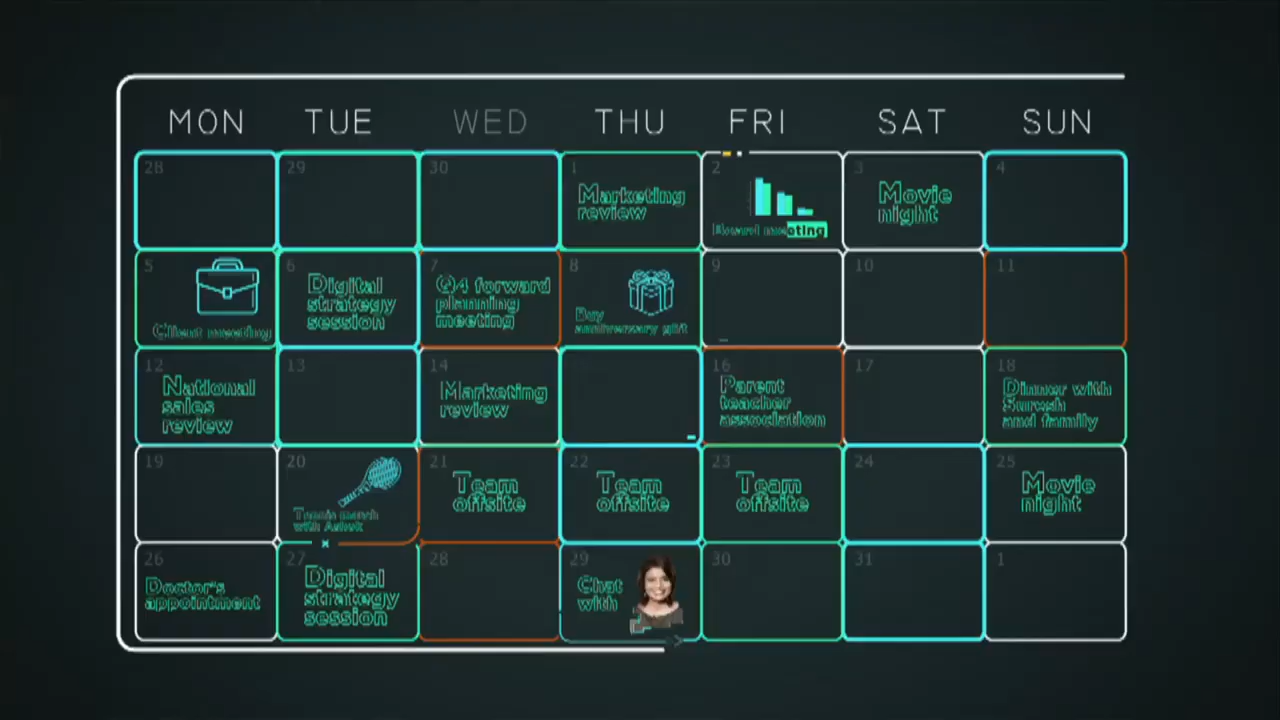 MON TUE WED THU FRI SAT SUN
28 29 30 1 2 3 4
Marketing
review
Board meeting
Movie
night
5 6 7 8 9 10 11
Client meeting
Digital
strategy
session
Q4 forward
planning
meeting
Buy
anniversary gift
12 13 14 16 17 18
National
sales
review
Marketing
review
Parent
teacher
association
Dinner with
Suresh
and family
19 20 21 22 23 24 25
Tennis match
with Ashok
Team
offsite
Team
offsite
Team
offsite
Movie
night
26 27 28 29 30 31 1
Doctor's
appointment
Digital
strategy
session
Chat
with